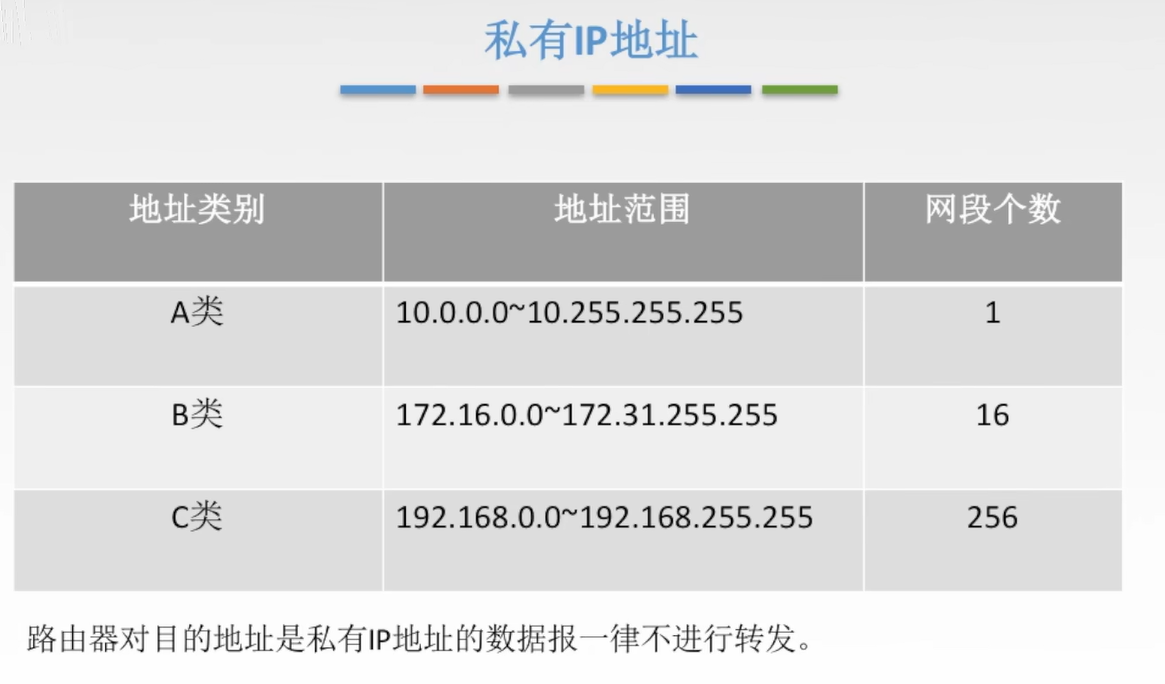 私有IP地址
地址类别 地址范围 网段个数
A类 10.0.0.0~10.255.255.255 1
B类 172.16.0.0~172.31.255.255 16
C类 192.168.0.0~192.168.255.255 256
路由器对目的地址是私有IP地址的数据报一律不进行转发。